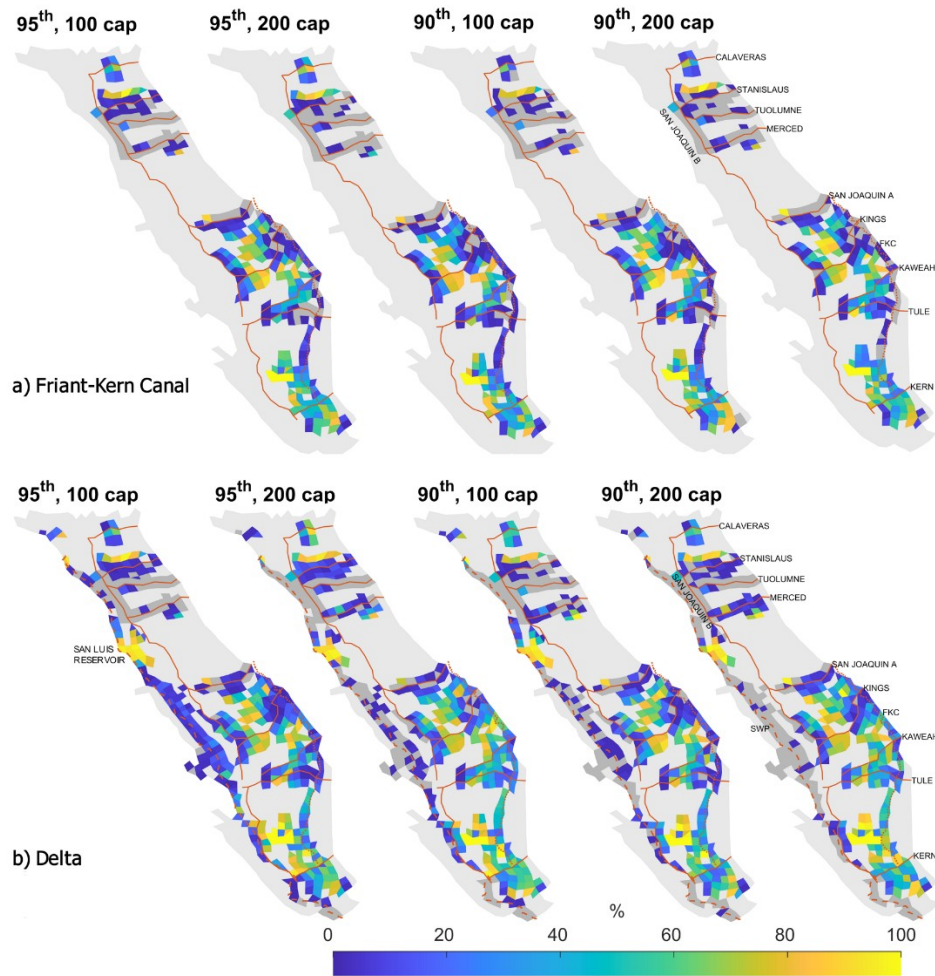 95th, 100 cap
95th, 200 cap
90th, 100 cap
90th, 200 cap
CALAVERAS
STANISLAUS
TUOLUMNE
MERCED
SAN JOAQUIN B
SAN JOAQUIN A
KINGS
FKC
KAWEAH
TULE
KERN
a) Friant-Kern Canal
95th, 100 cap
95th, 200 cap
90th, 100 cap
90th, 200 cap
CALAVERAS
STANISLAUS
TUOLUMNE
MERCED
SAN JOAQUIN B
SAN LUIS
RESERVOIR
SAN JOAQUIN A
KINGS
FKC
SWP
KAWEAH
TULE
KERN
b) Delta
%
0 20 40 60 80 100